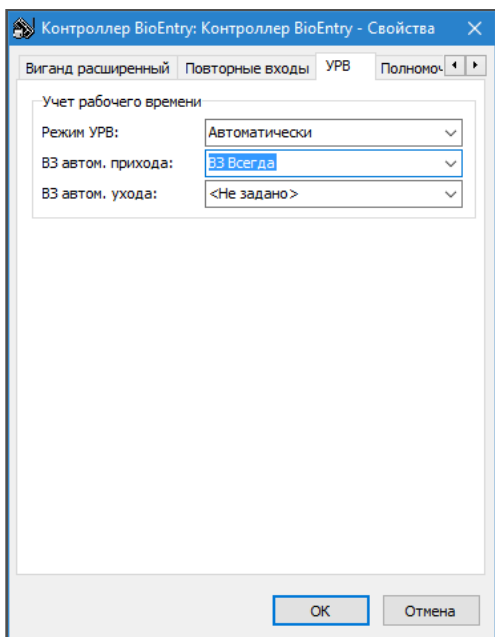 Контроллер BioEntry: Контроллер BioEntry - Свойства
Виганд расширенный Повторные входы УРВ Полномоч
Учет рабочего времени
Режим УРВ: Автоматически
ВЗ автом. прихода: ВЗ Всегда
ВЗ автом. ухода: <Не задано>
OK Отмена